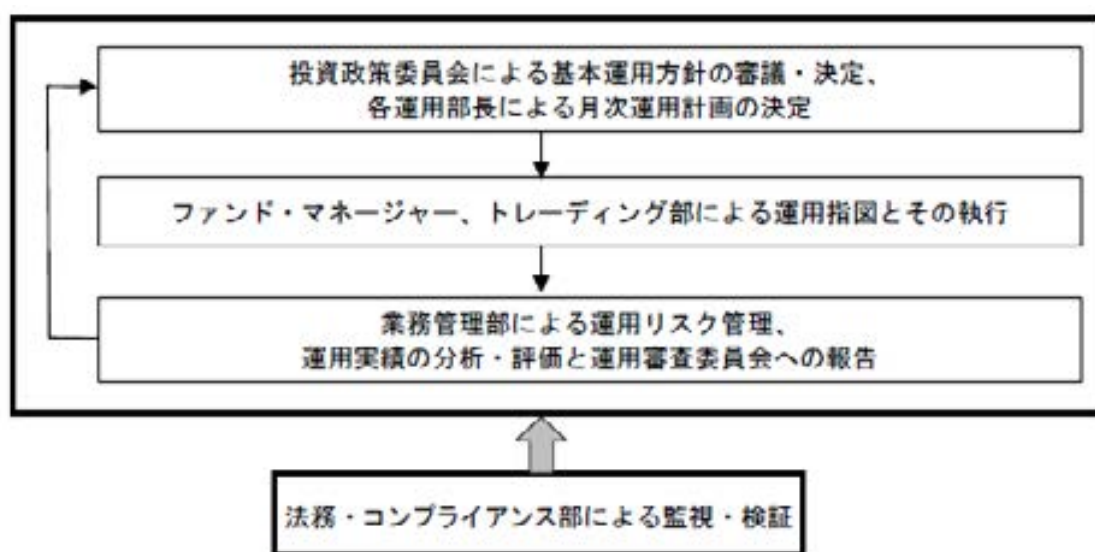 投資政策委員会による基本運用方針の審議・決定、
各運用部長による月次運用計画の決定
ファンド・マネージャー、トレーディング部による運用指図とその執行
業務管理部による運用リスク管理、
運用実績の分析・評価と運用審査委員会への報告
法務・コンプライアンス部による監視・検証